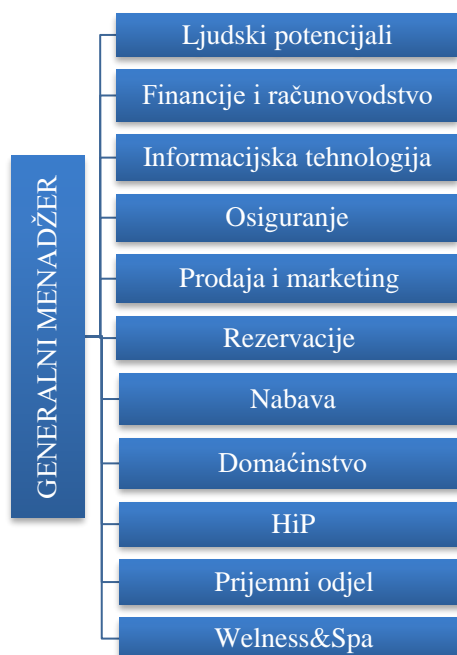 GENERALNI MENADŽER
Ljudski potencijali
Financije i računovodstvo
Informacijska tehnologija
Osiguranje
Prodaja i marketing
Rezervacije
Nabava
Domaćinstvo
HiP
Prijemni odjel
Welness&Spa